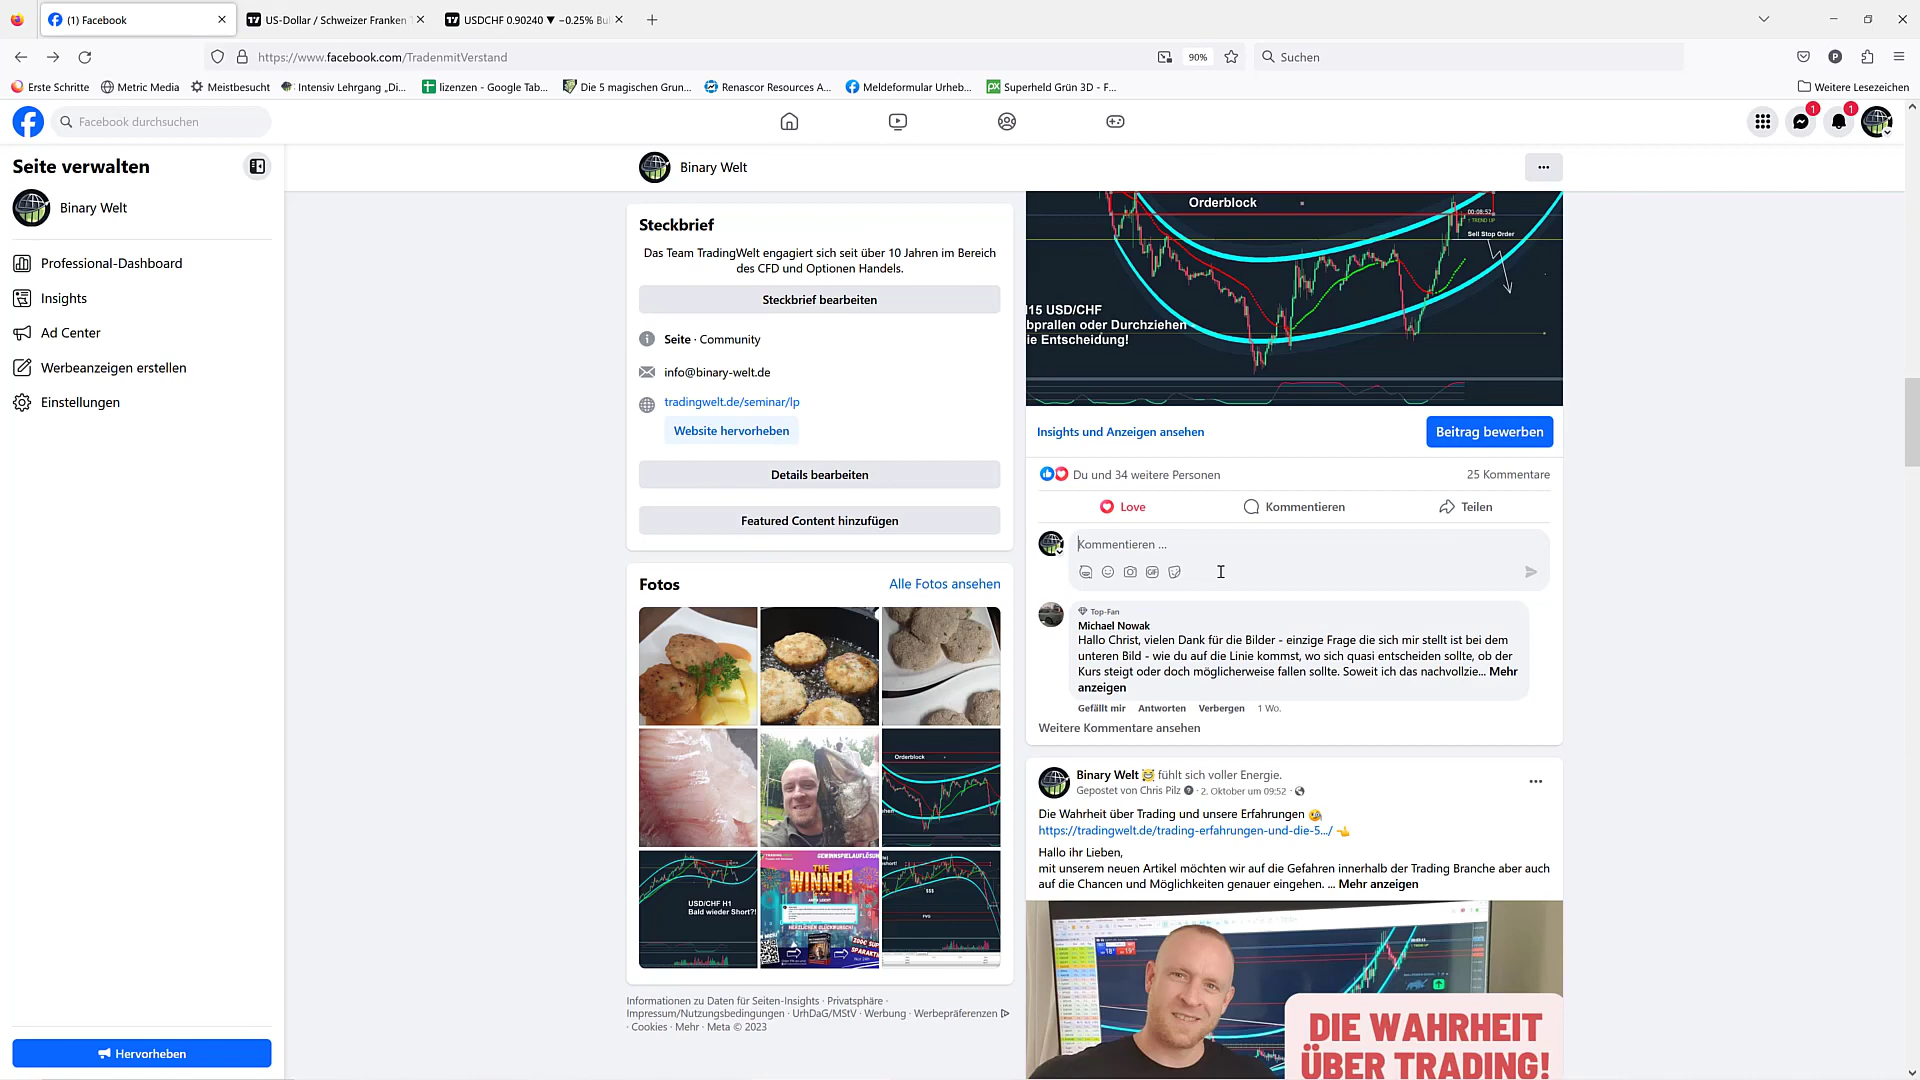 (1) Facebook
US-Dollar / Schweizer Franken
USDCHF 0.90240 ▼ −0.25%
https://www.facebook.com/TradenmitVerstand
90%
Suchen
Erste Schritte
Metric Media
Meistbesucht
Intensiv Lehrgang „Di...
lizenzen - Google Tab...
Die 5 magischen Grun...
Renascor Resources A...
Meldeformular Urheb...
Superheld Grün 3D - F...
Weitere Lesezeichen
Facebook durchsuchen
1
1
Seite verwalten
Binary Welt
Professional-Dashboard
Insights
Ad Center
Werbeanzeigen erstellen
Einstellungen
Hervorheben
Binary Welt
Steckbrief
Das Team TradingWelt engagiert sich seit über 10 Jahren im Bereich
des CFD und Optionen Handels.
Steckbrief bearbeiten
Seite · Community
info@binary-welt.de
tradingwelt.de/seminar/lp
Website hervorheben
Details bearbeiten
Featured Content hinzufügen
Fotos
Alle Fotos ansehen
Orderblock
USD/CHF H1
Bald wieder Short?!
GEWINNSPIELAUFLÖSUN
THE
WINNER
HERZLICHEN GLÜCKWUNSCH!
$$$
FVG
Informationen zu Daten für Seiten-Insights · Privatsphäre ·
Impressum/Nutzungsbedingungen · UrhDaG/MStV · Werbung · Werbepräferenzen
· Cookies · Mehr · Meta © 2023
Orderblock
00:08:52
↑ TREND UP
Sell Stop Order
15 USD/CHF
bprallen oder Durchziehen
ie Entscheidung!
Insights und Anzeigen ansehen
Beitrag bewerben
Du und 34 weitere Personen
25 Kommentare
Love
Kommentieren
Teilen
Kommentieren ...
GIF
Top-Fan
Michael Nowak
Hallo Christ, vielen Dank für die Bilder - einzige Frage die sich mir stellt ist bei dem
unteren Bild - wie du auf die Linie kommst, wo sich quasi entscheiden sollte, ob der
Kurs steigt oder doch möglicherweise fallen sollte. Soweit ich das nachvollzie... Mehr
anzeigen
Gefällt mir Antworten Verbergen 1 Wo.
Weitere Kommentare ansehen
Binary Welt 😹 fühlt sich voller Energie.
Gepostet von Chris Pilz · 2. Oktober um 09:52 ·
Die Wahrheit über Trading und unsere Erfahrungen 🧐
https://tradingwelt.de/trading-erfahrungen-und-die-5.../ 👈
Hallo ihr Lieben,
mit unserem neuen Artikel möchten wir auf die Gefahren innerhalb der Trading Branche aber auch
auf die Chancen und Möglichkeiten genauer eingehen. ... Mehr anzeigen
DIE WAHRHEIT
ÜBER TRADING!